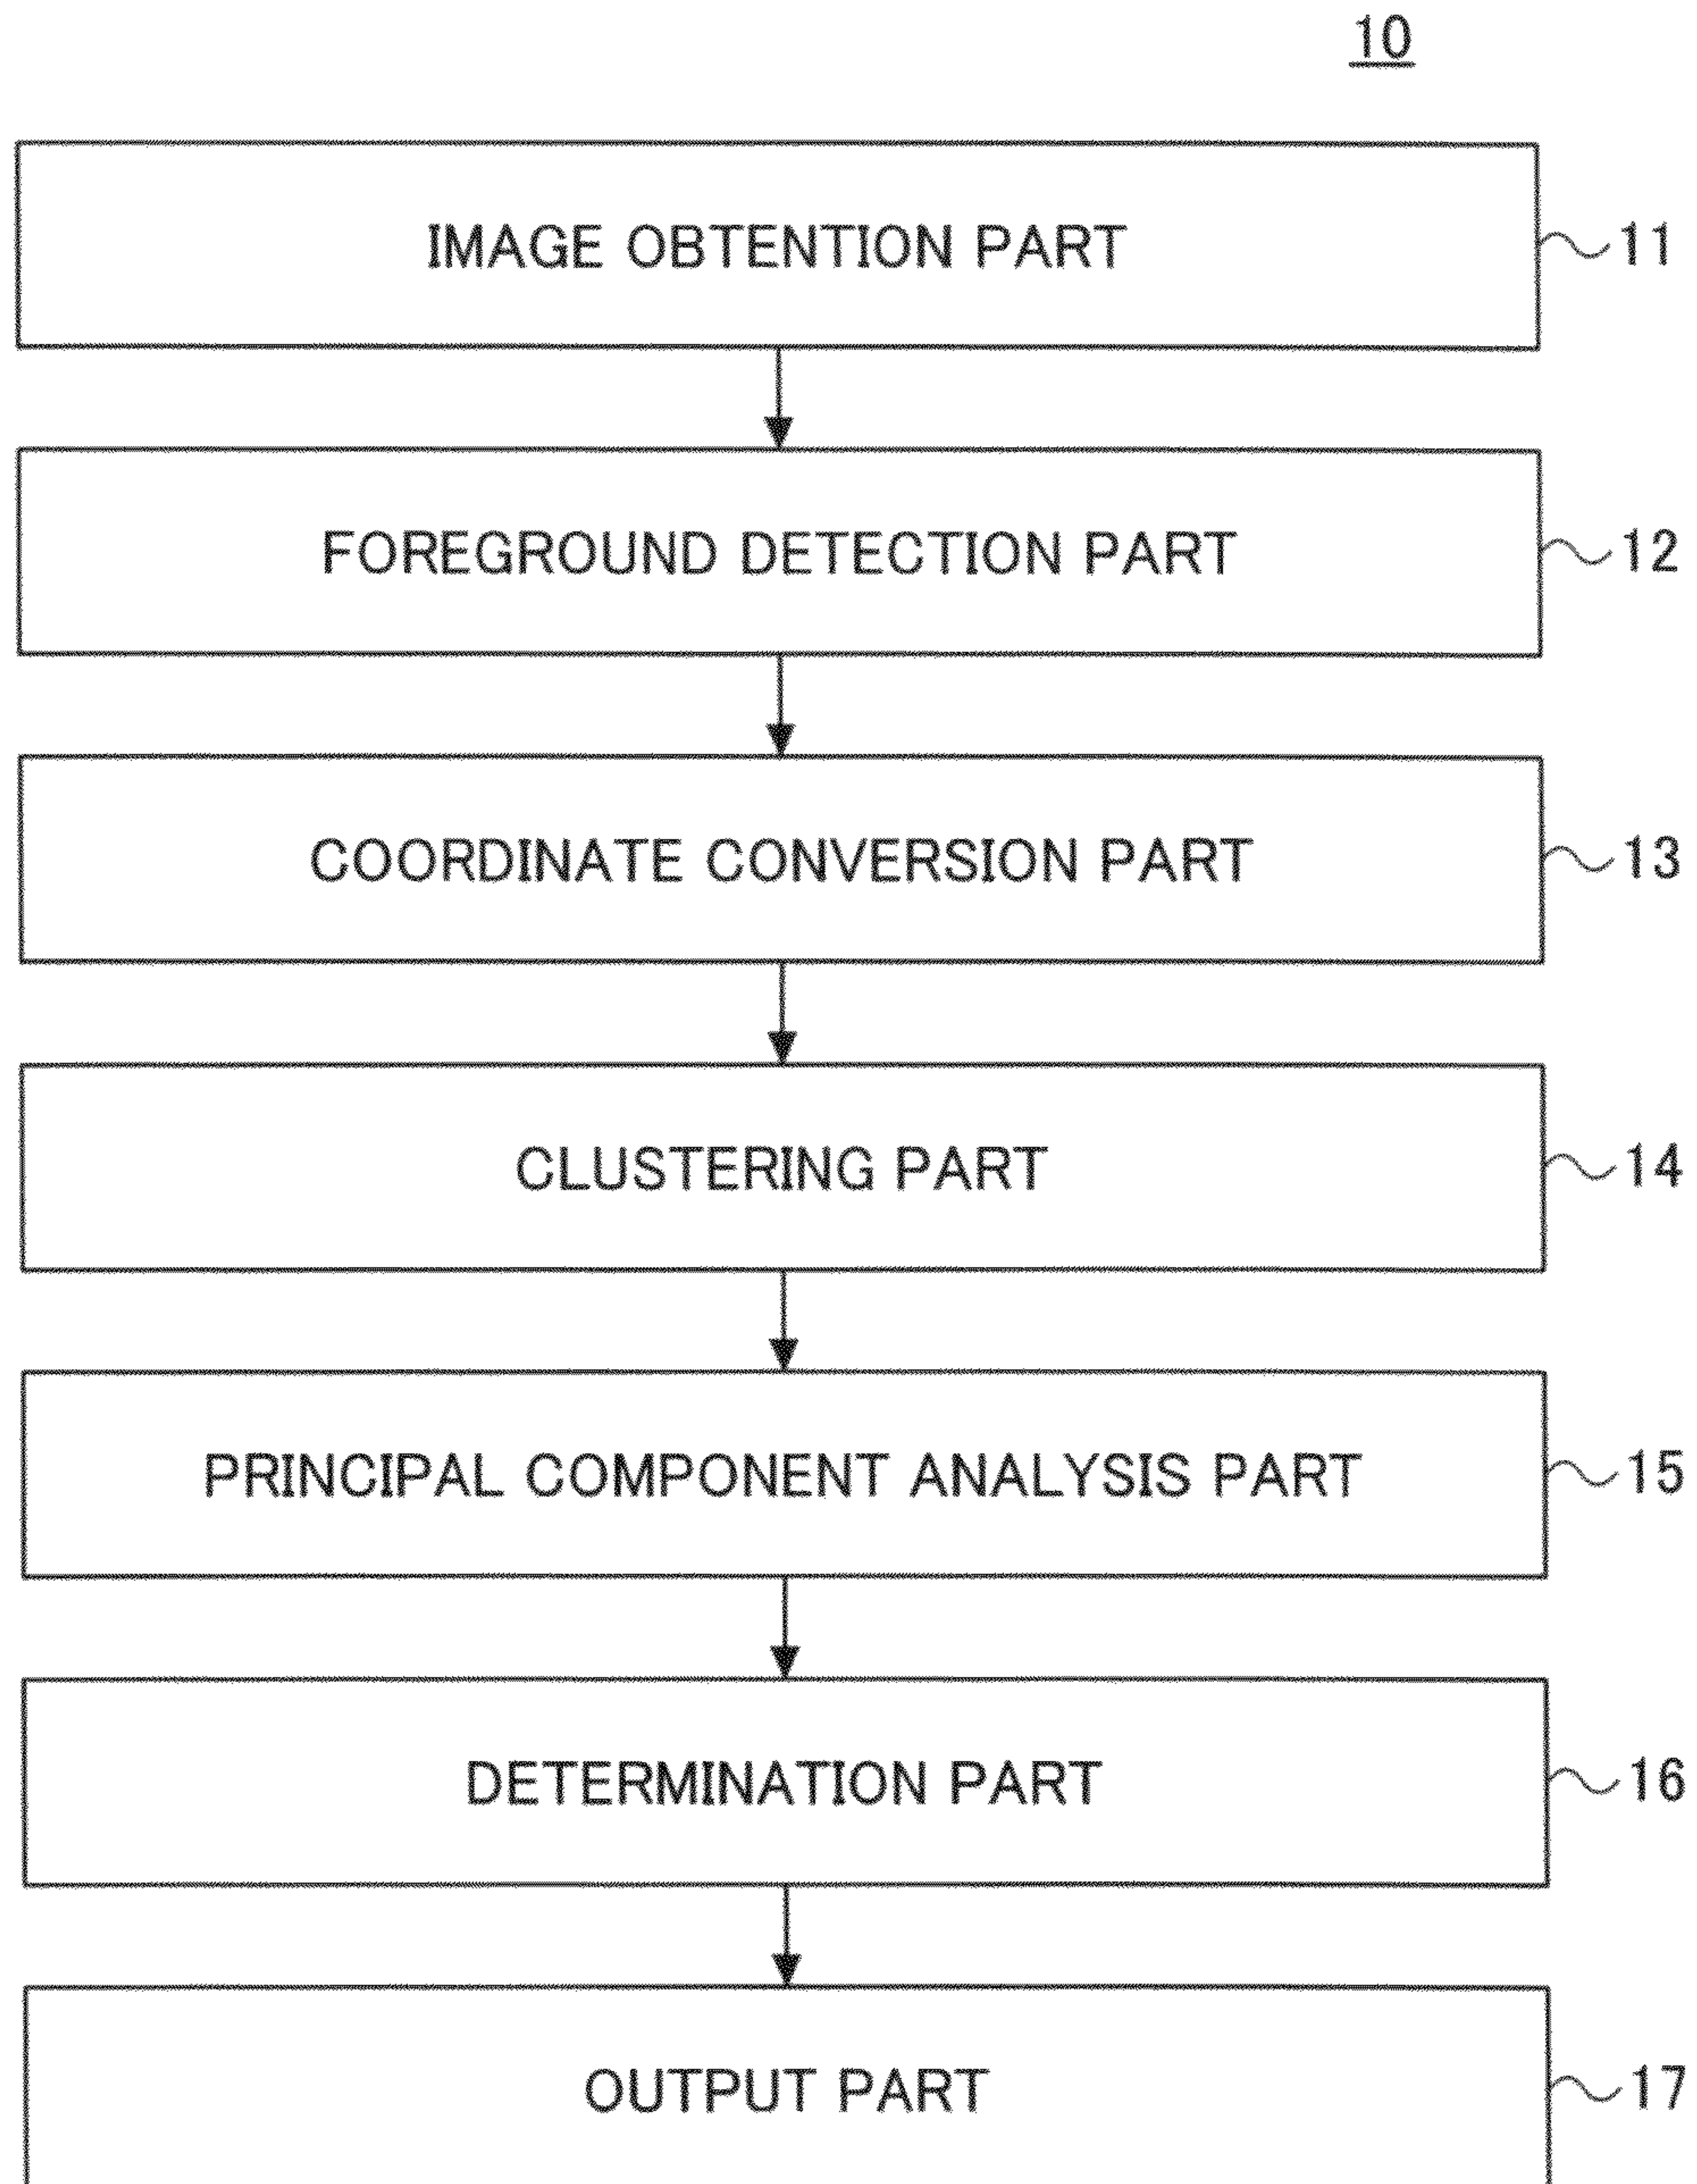 10
IMAGE OBTENTION PART
11
FOREGROUND DETECTION PART
12
COORDINATE CONVERSION PART
13
CLUSTERING PART
14
PRINCIPAL COMPONENT ANALYSIS PART
15
DETERMINATION PART
16
OUTPUT PART
17